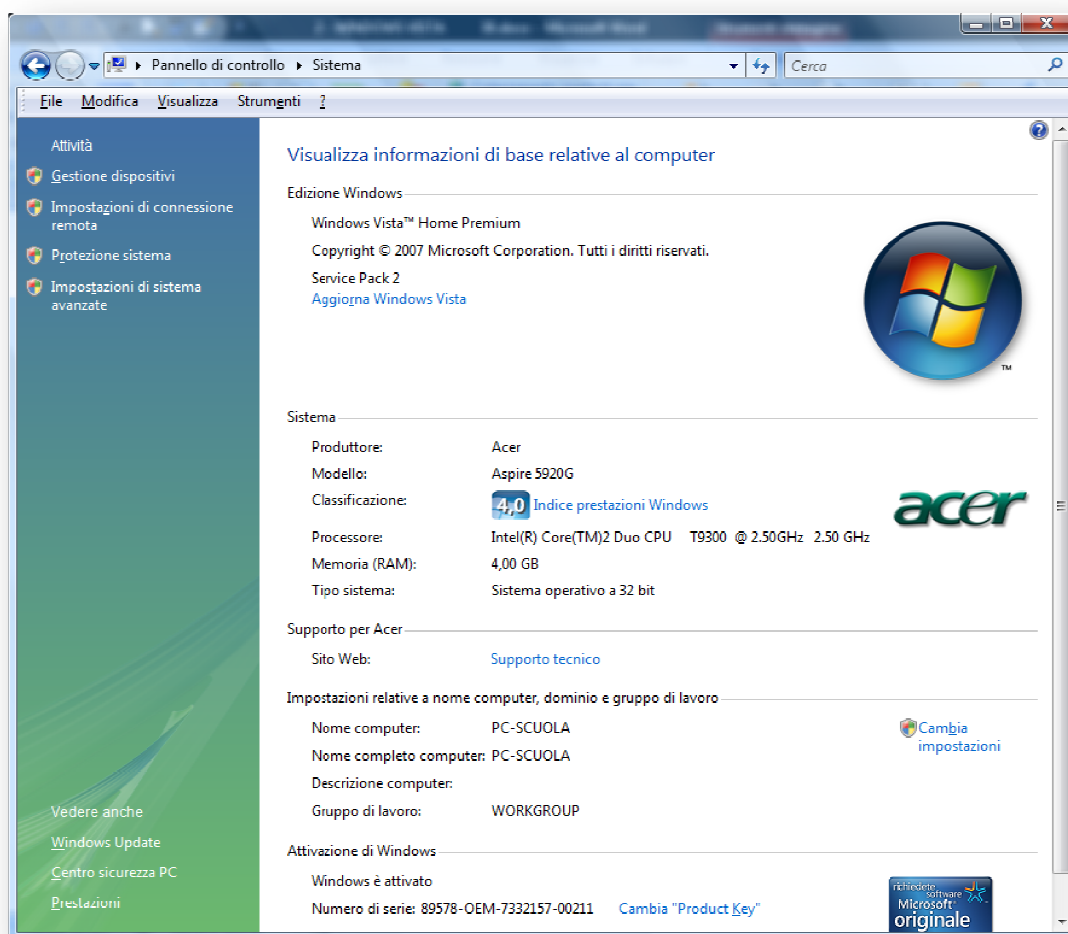 Pannello di controllo Sistema
Cerca
File Modifica Visualizza Strumenti ?
Attività
Gestione dispositivi
Impostazioni di connessione
remota
Protezione sistema
Impostazioni di sistema
avanzate
Visualizza informazioni di base relative al computer
Edizione Windows
Windows Vista™ Home Premium
Copyright © 2007 Microsoft Corporation. Tutti i diritti riservati.
Service Pack 2
Aggiorna Windows Vista
TM
Sistema
Produttore: Acer
Modello: Aspire 5920G
Classificazione: 4,0 Indice prestazioni Windows
acer
Processore: Intel(R) Core(TM)2 Duo CPU T9300 @ 2.50GHz 2.50 GHz
Memoria (RAM): 4,00 GB
Tipo sistema: Sistema operativo a 32 bit
Supporto per Acer
Sito Web: Supporto tecnico
Impostazioni relative a nome computer, dominio e gruppo di lavoro
Nome computer: PC-SCUOLA
Cambia
impostazioni
Nome completo computer: PC-SCUOLA
Descrizione computer:
Gruppo di lavoro: WORKGROUP
Attivazione di Windows
Windows è attivato
Numero di serie: 89578-OEM-7332157-00211 Cambia "Product Key"
richiedete
software
Microsoft
originale
Vedere anche
Windows Update
Centro sicurezza PC
Prestazioni